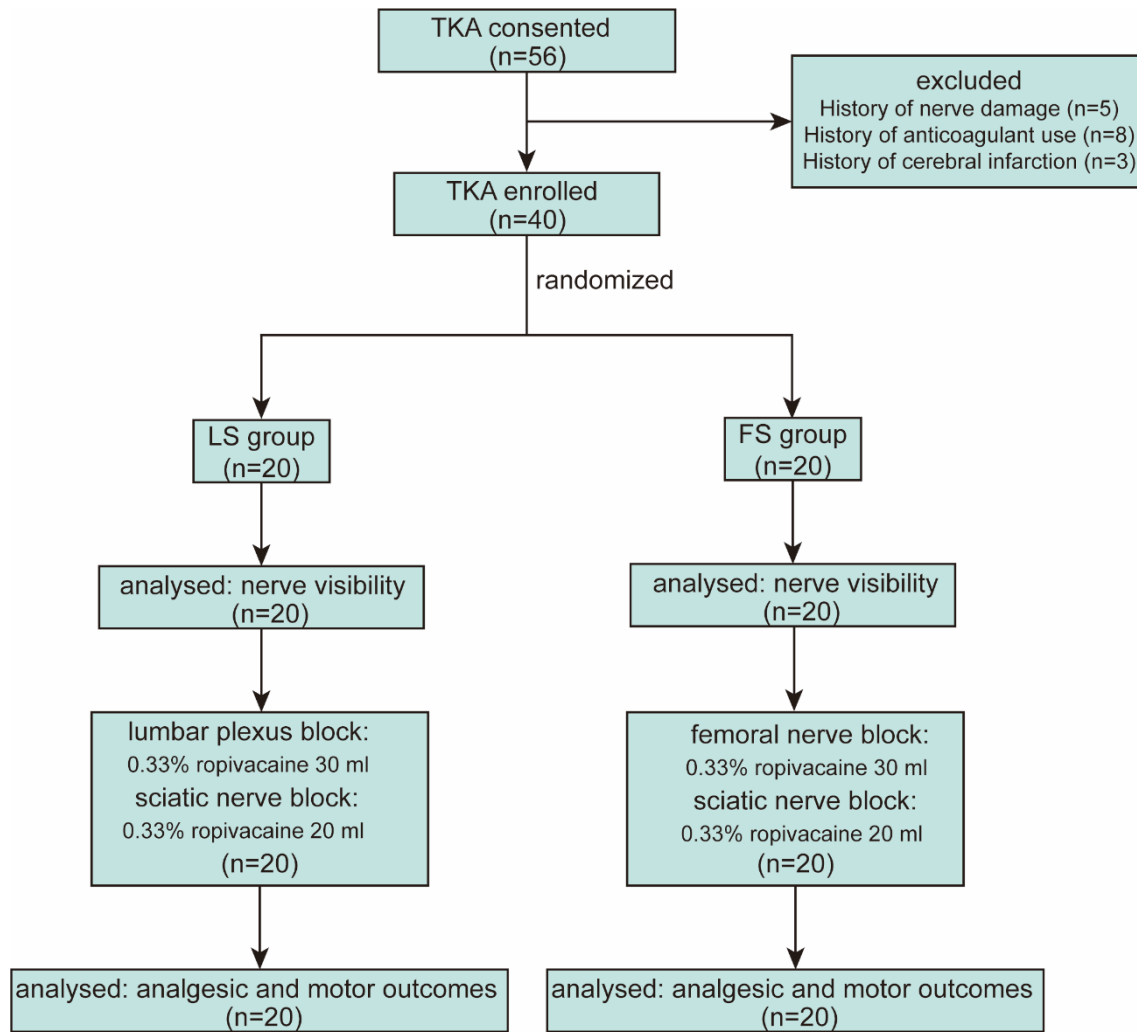 TKA consented
(n=56)
excluded
History of nerve damage (n=5)
History of anticoagulant use (n=8)
History of cerebral infarction (n=3)
TKA enrolled
(n=40)
randomized
LS group
(n=20)
FS group
(n=20)
analysed: nerve visibility
(n=20)
analysed: nerve visibility
(n=20)
lumbar plexus block:
0.33% ropivacaine 30 ml
sciatic nerve block:
0.33% ropivacaine 20 ml
(n=20)
femoral nerve block:
0.33% ropivacaine 30 ml
sciatic nerve block:
0.33% ropivacaine 20 ml
(n=20)
analysed: analgesic and motor outcomes
(n=20)
analysed: analgesic and motor outcomes
(n=20)